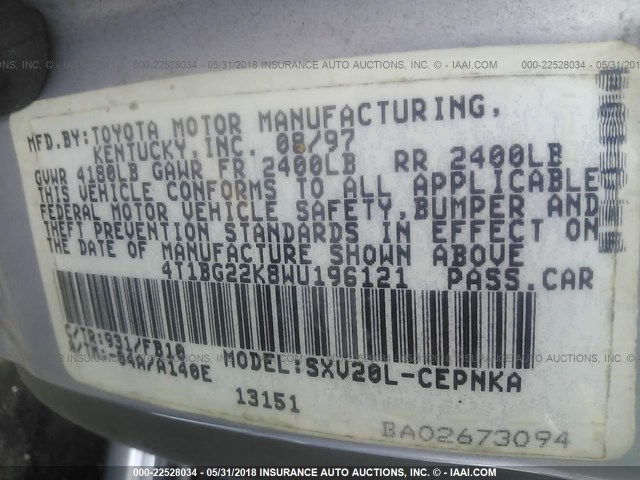 000-22528034 - 05/31/2018 INSURANCE AUTO AUCTIONS, INC. - © IAAI.COM
MFD.BY:TOYOTA MOTOR MANUFACTURING,
KENTUCKY,INC. 08/97
GVWR 4180LB GAWR FR 2400LB RR 2400LB
THIS VEHICLE CONFORMS TO ALL APPLICABLE
FEDERAL MOTOR VEHICLE SAFETY,BUMPER AND
THEFT PREVENTION STANDARDS IN EFFECT ON
THE DATE OF MANUFACTURE SHOWN ABOVE
4T1BG22K8WU196121 PASS.CAR
C/TR:931/FB10
04A/A140E MODEL:SXV20L-CEPNKA
13151
BA02673094
000-22528034 - 05/31/2018 INSURANCE AUTO AUCTIONS, INC. - © IAAI.COM